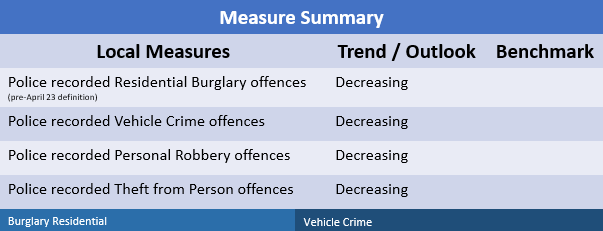 Measure Summary
Local Measures Trend / Outlook Benchmark
Police recorded Residential Burglary offences Decreasing
(pre-April 23 definition)
Police recorded Vehicle Crime offences Decreasing
Police recorded Personal Robbery offences Decreasing
Police recorded Theft from Person offences Decreasing
Burglary Residential Vehicle Crime